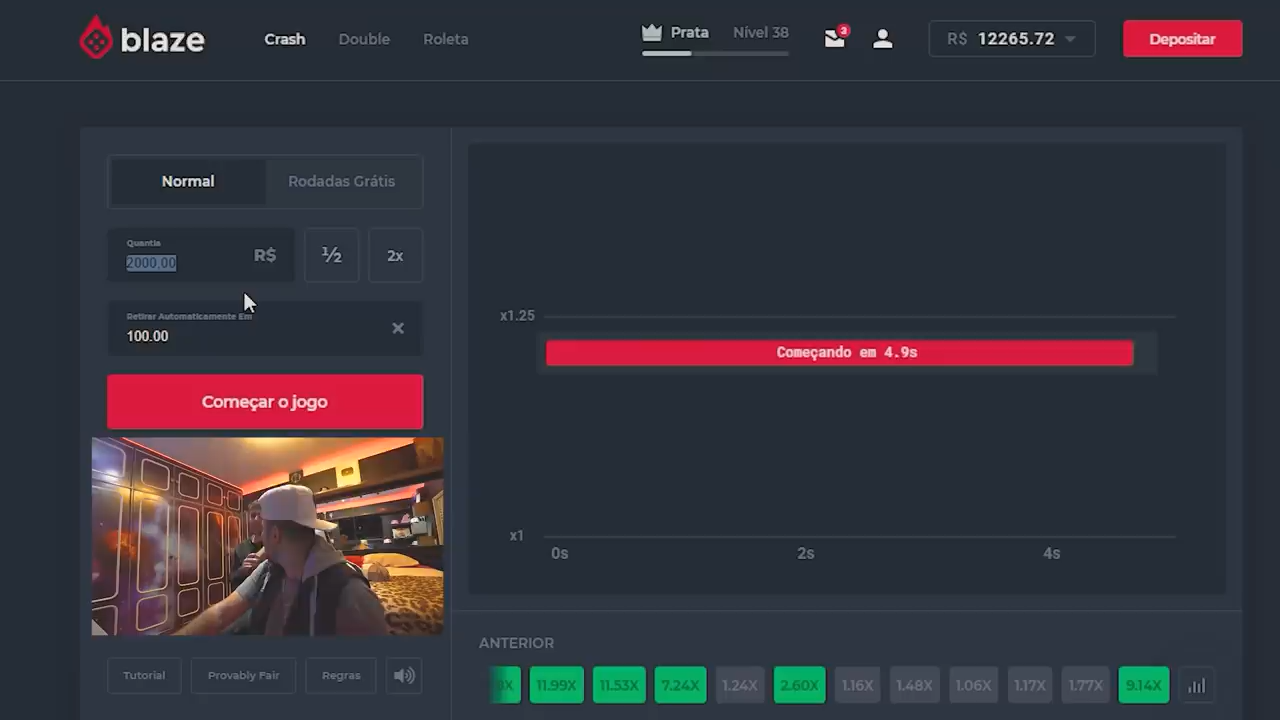 blaze
Crash
Double
Roleta
Prata
Nível 38
3
R$ 12265.72
Depositar
Normal
Rodadas Grátis
Quantia
2000.00
R$
½
2x
Retirar Automaticamente Em
100.00
Começar o jogo
x1.25
Começando em 4.9s
x1
0s
2s
4s
Tutorial
Provably Fair
Regras
ANTERIOR
11.99X
11.53X
7.24X
1.24X
2.60X
1.16X
1.48X
1.06X
1.17X
1.77X
9.14X